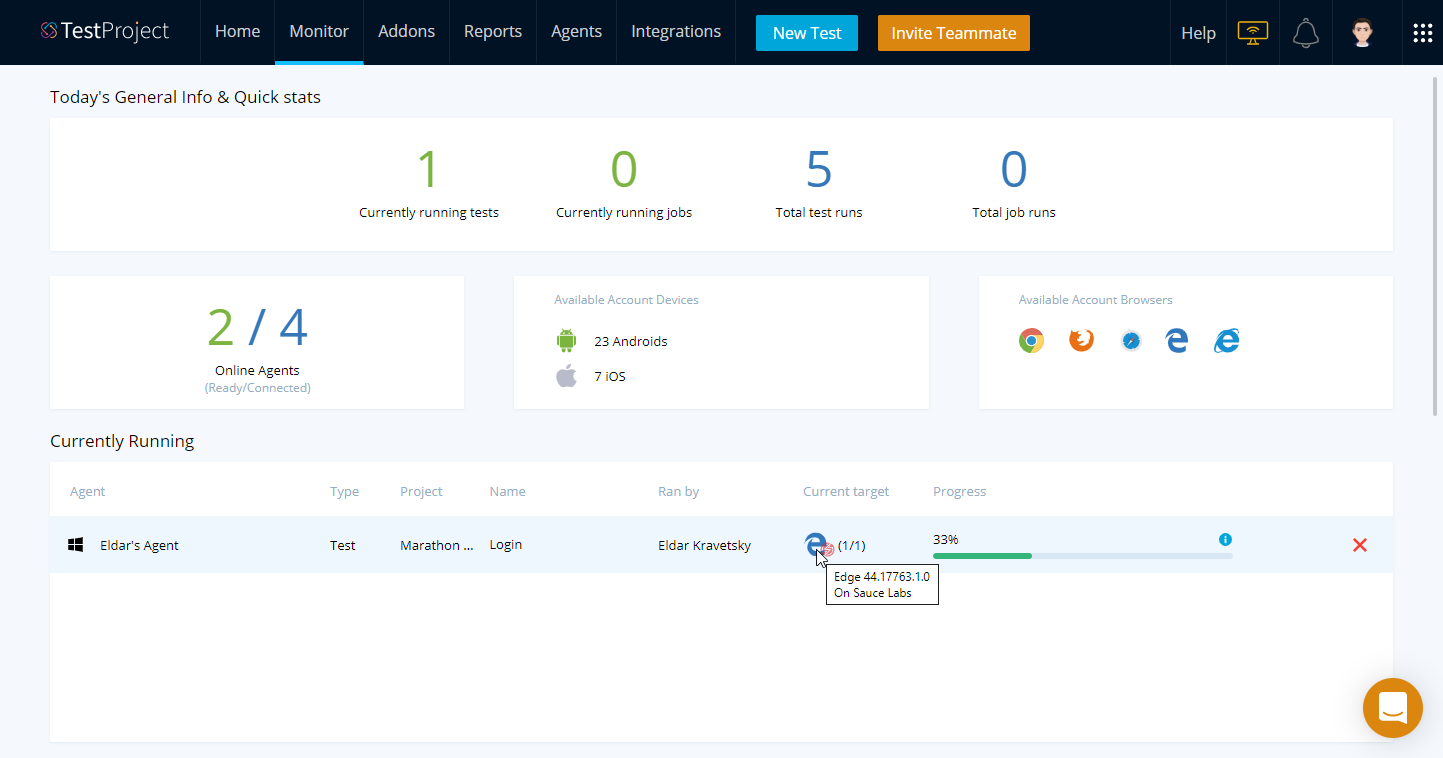 TestProject Home Monitor Addons Reports Agents Integrations New Test Invite Teammate Help
Today's General Info & Quick stats
1 0 5 0
Currently running tests Currently running jobs Total test runs Total job runs
2 / 4
Online Agents
(Ready/Connected)
Available Account Devices
23 Androids
7 iOS
Available Account Browsers
Currently Running
Agent Type Project Name Ran by Current target Progress
Eldar's Agent Test Marathon ... Login Eldar Kravetsky (1/1) 33%
Edge 44.17763.1.0
On Sauce Labs